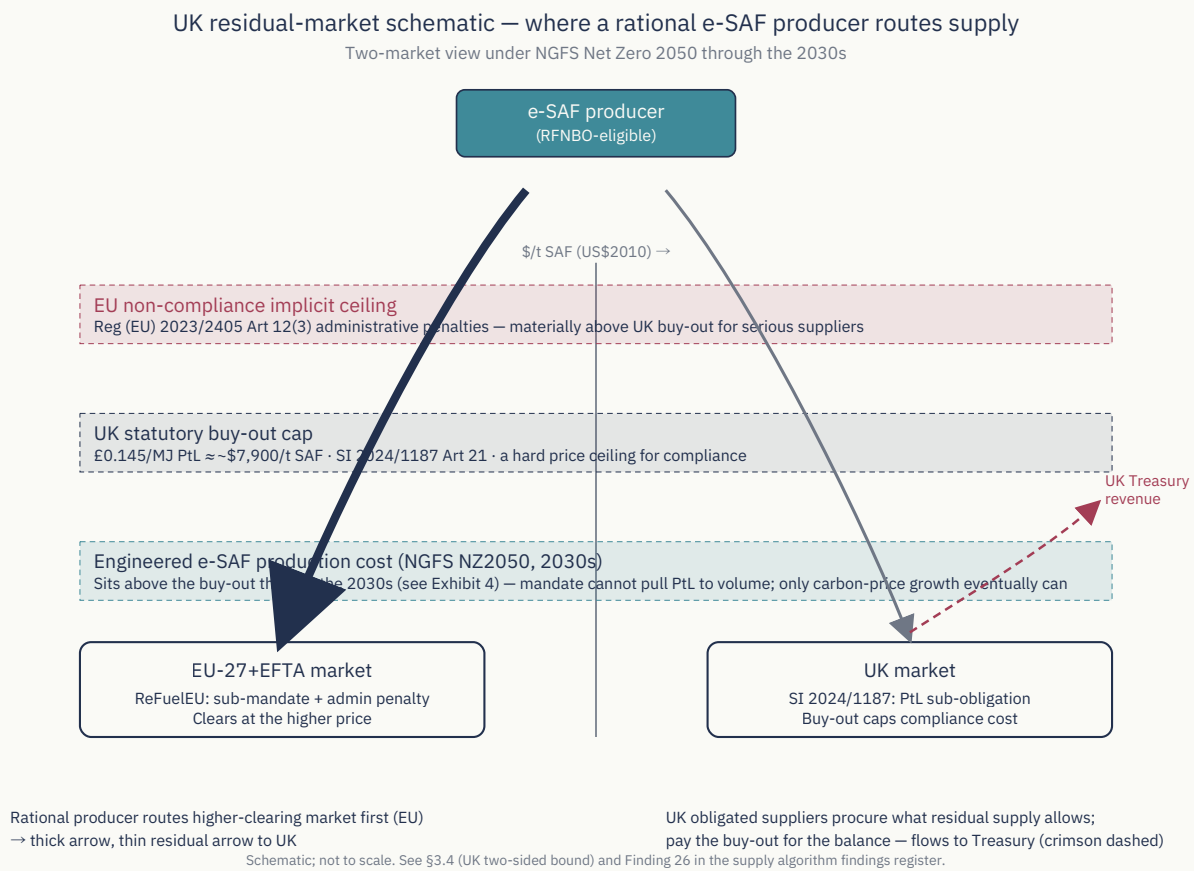 UK residual-market schematic — where a rational e-SAF producer routes supply
Two-market view under NGFS Net Zero 2050 through the 2030s
e-SAF producer
(RFNBO-eligible)
$/t SAF (US$2010) →
EU non-compliance implicit ceiling
Reg (EU) 2023/2405 Art 12(3) administrative penalties — materially above UK buy-out for serious suppliers
UK statutory buy-out cap
£0.145/MJ PtL ≈~$7,900/t SAF · SI 2024/1187 Art 21 · a hard price ceiling for compliance
UK Treasury
revenue
Engineered e-SAF production cost (NGFS NZ2050, 2030s)
Sits above the buy-out the 2030s (see Exhibit 4) — mandate cannot pull PtL to volume; only carbon-price growth eventually can
EU-27+EFTA market
ReFuelEU: sub-mandate + admin penalty
Clears at the higher price
UK market
SI 2024/1187: PtL sub-obligation
Buy-out caps compliance cost
Rational producer routes higher-clearing market first (EU)
→ thick arrow, thin residual arrow to UK
UK obligated suppliers procure what residual supply allows;
pay the buy-out for the balance — flows to Treasury (crimson dashed)
Schematic; not to scale. See §3.4 (UK two-sided bound) and Finding 26 in the supply algorithm findings register.